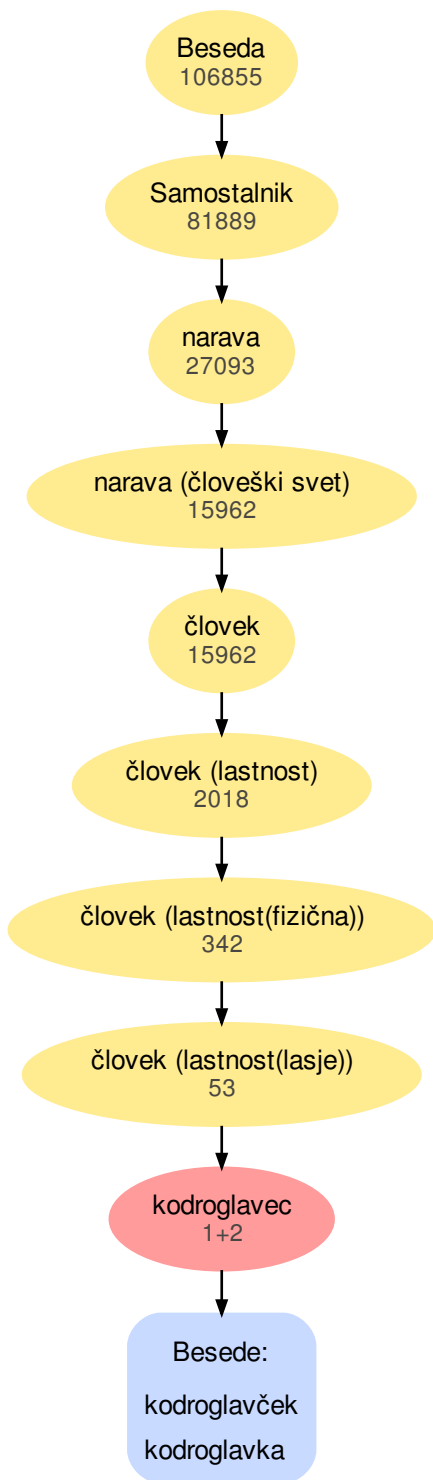 Beseda
106855
Samostalnik
81889
narava
27093
narava (človeški svet)
15962
človek
15962
človek (lastnost)
2018
človek (lastnost(fizična))
342
človek (lastnost(lasje))
53
kodroglavec
1+2
Besede:
kodroglavček
kodroglavka